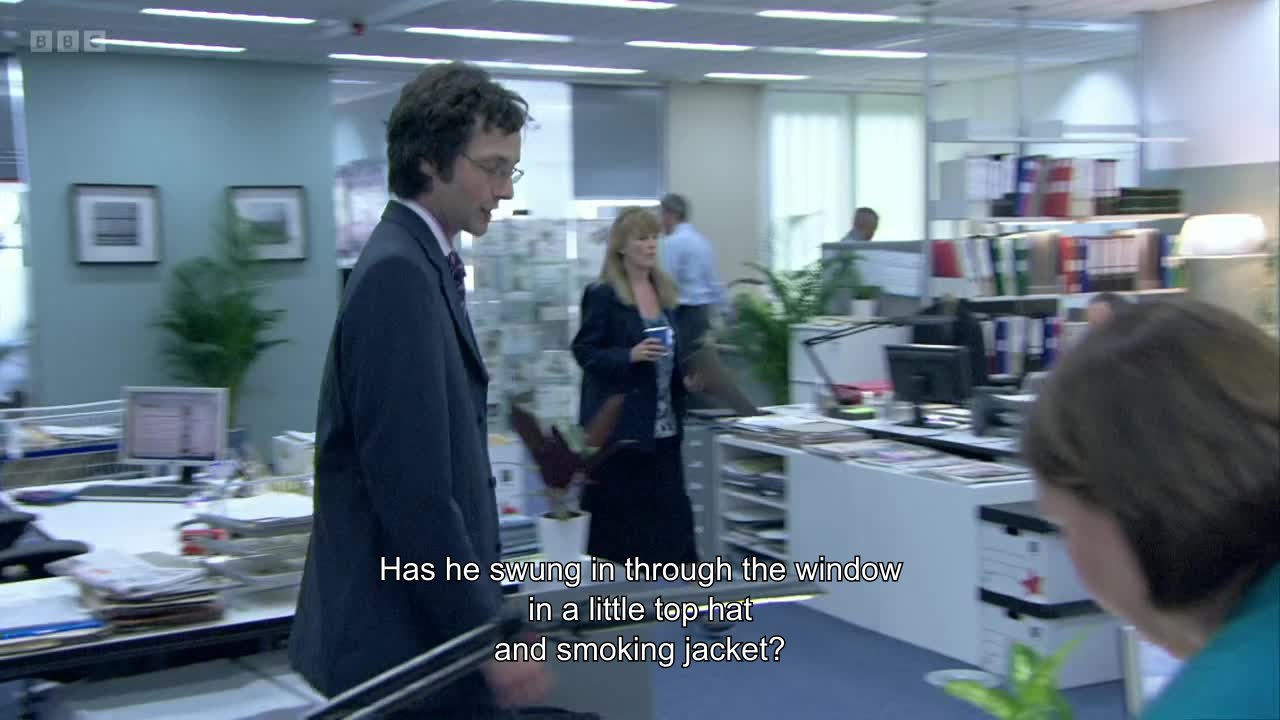 BBC
Has he swung in through the window
in a little top hat
and smoking jacket?